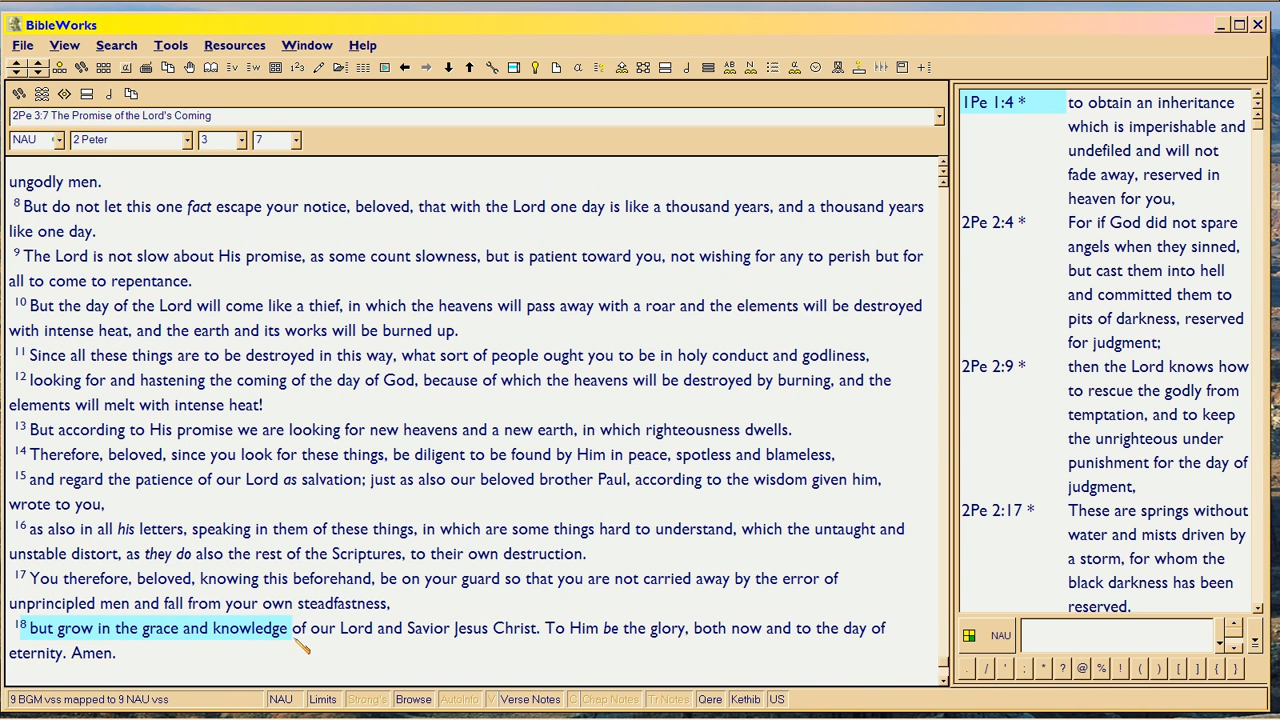 BibleWorks
File View Search Tools Resources Window Help
2Pe 3:7 The Promise of the Lord's Coming
NAU 2 Peter 3 7
ungodly men.
8 But do not let this one fact escape your notice, beloved, that with the Lord one day is like a thousand years, and a thousand years
like one day.
9 The Lord is not slow about His promise, as some count slowness, but is patient toward you, not wishing for any to perish but for
all to come to repentance.
10 But the day of the Lord will come like a thief, in which the heavens will pass away with a roar and the elements will be destroyed
with intense heat, and the earth and its works will be burned up.
11 Since all these things are to be destroyed in this way, what sort of people ought you to be in holy conduct and godliness,
12 looking for and hastening the coming of the day of God, because of which the heavens will be destroyed by burning, and the
elements will melt with intense heat!
13 But according to His promise we are looking for new heavens and a new earth, in which righteousness dwells.
14 Therefore, beloved, since you look for these things, be diligent to be found by Him in peace, spotless and blameless,
15 and regard the patience of our Lord as salvation; just as also our beloved brother Paul, according to the wisdom given him,
wrote to you,
16 as also in all his letters, speaking in them of these things, in which are some things hard to understand, which the untaught and
unstable distort, as they do also the rest of the Scriptures, to their own destruction.
17 You therefore, beloved, knowing this beforehand, be on your guard so that you are not carried away by the error of
unprincipled men and fall from your own steadfastness,
18 but grow in the grace and knowledge of our Lord and Savior Jesus Christ. To Him be the glory, both now and to the day of
eternity. Amen.
1Pe 1:4 * to obtain an inheritance
which is imperishable and
undefiled and will not
fade away, reserved in
heaven for you,
2Pe 2:4 * For if God did not spare
angels when they sinned,
but cast them into hell
and committed them to
pits of darkness, reserved
for judgment;
2Pe 2:9 * then the Lord knows how
to rescue the godly from
temptation, and to keep
the unrighteous under
punishment for the day of
judgment,
2Pe 2:17 * These are springs without
water and mists driven by
a storm, for whom the
black darkness has been
reserved.
NAU
. / ' ; * ? @ % ! ( ) [ ] { }
9 BGM vss mapped to 9 NAU vss NAU Limits Strong's Browse AutoInfo V Verse Notes C Chap Notes Tr Notes Qere Kethib US